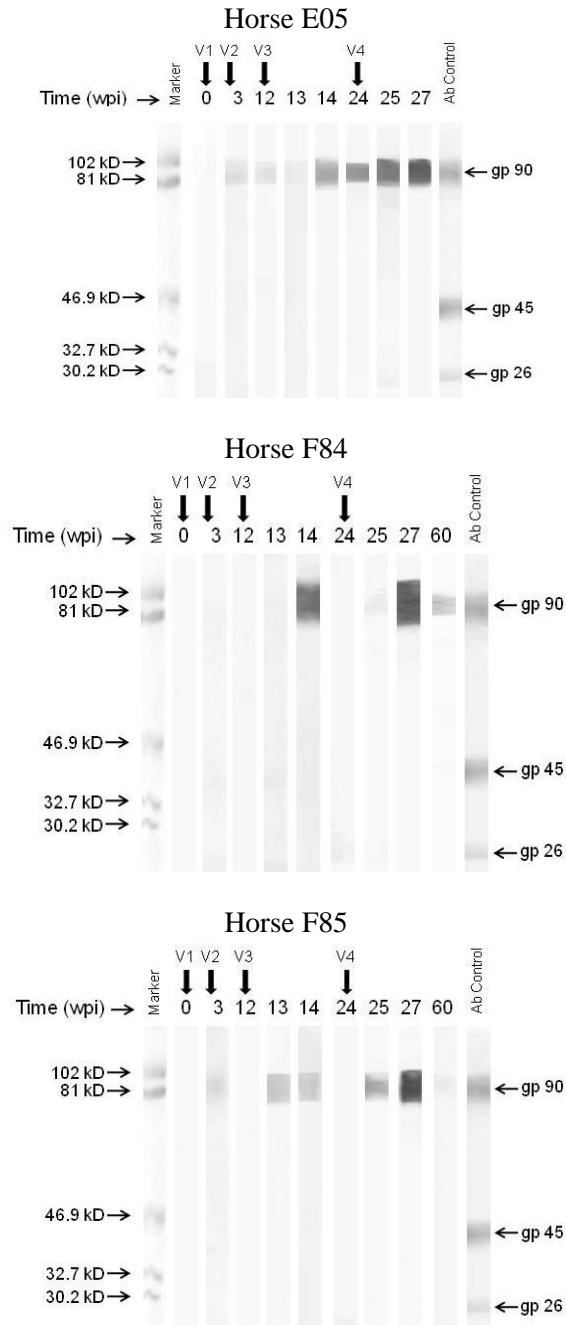 Horse E05
V1 V2 V3 V4
Time (wpi) → Marker 0 3 12 13 14 24 25 27 Ab Control
102 kD→
81 kD→
←gp 90
46.9 kD→
←gp 45
32.7 kD→
30.2 kD→
←gp 26
Horse F84
V1 V2 V3 V4
Time (wpi) → Marker 0 3 12 13 14 24 25 27 60 Ab Control
102 kD→
81 kD→
←gp 90
46.9 kD→
←gp 45
32.7 kD→
30.2 kD→
←gp 26
Horse F85
V1 V2 V3 V4
Time (wpi) → Marker 0 3 12 13 14 24 25 27 60 Ab Control
102 kD→
81 kD→
←gp 90
46.9 kD→
←gp 45
32.7 kD→
30.2 kD→
←gp 26